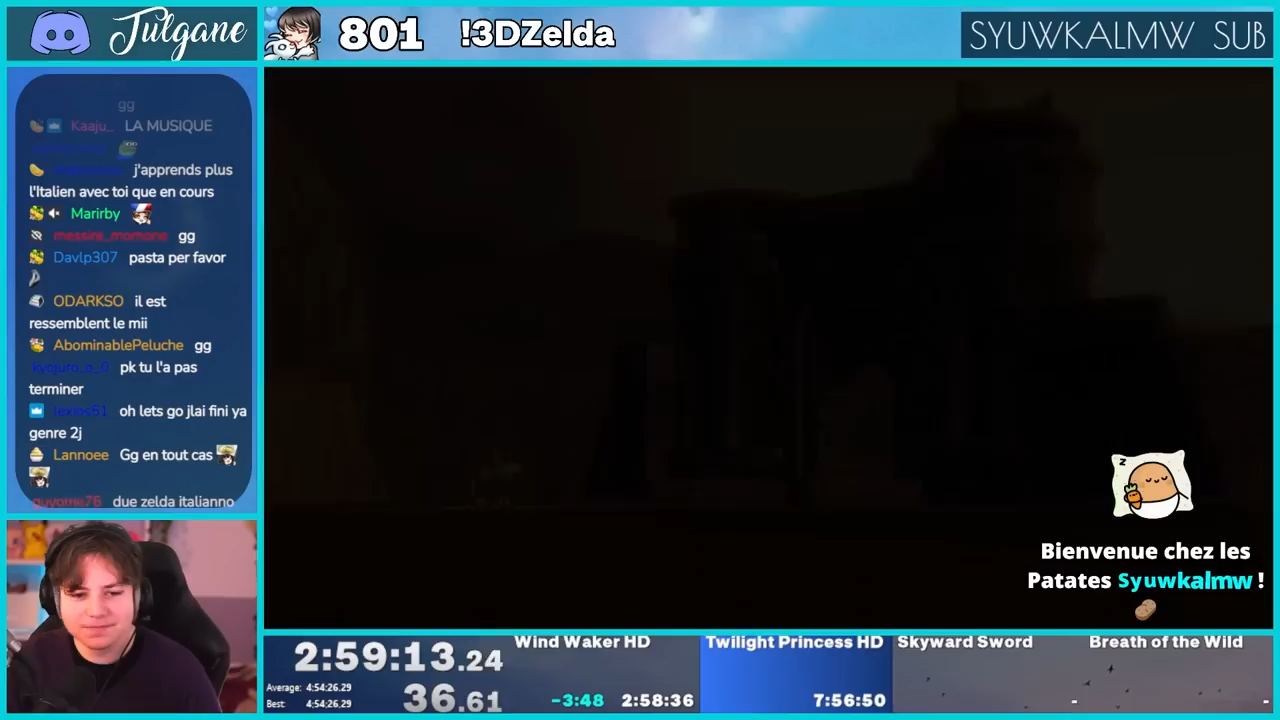 Julgane
801 !3DZelda
SYUWKALMW SUB
gg
Kaaju_ LA MUSIQUE
j'apprends plus
l'Italien avec toi que en cours
Marirby
messire_momone gg
Davlp307 pasta per favor
ODARKSO il est
ressemblent le mii
AbominablePeluche gg
kyojuro_o_0 pk tu l'a pas
terminer
oh lets go jlai fini ya
genre 2j
Lannoee Gg en tout cas
guyome76 due zelda italianno
z
Bienvenue chez les
Patates Syuwkalmw !
2:59:13.24
Average: 4:54:26.29
Best: 4:54:26.29
36.61
Wind Waker HD
-3:48 2:58:36
Twilight Princess HD
7:56:50
Skyward Sword
-
Breath of the Wild
-